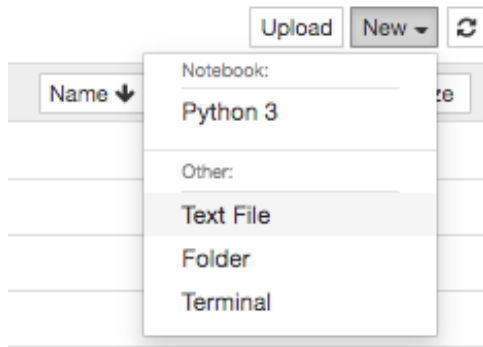 Upload New
Name ze
Notebook:
Python 3
Other:
Text File
Folder
Terminal